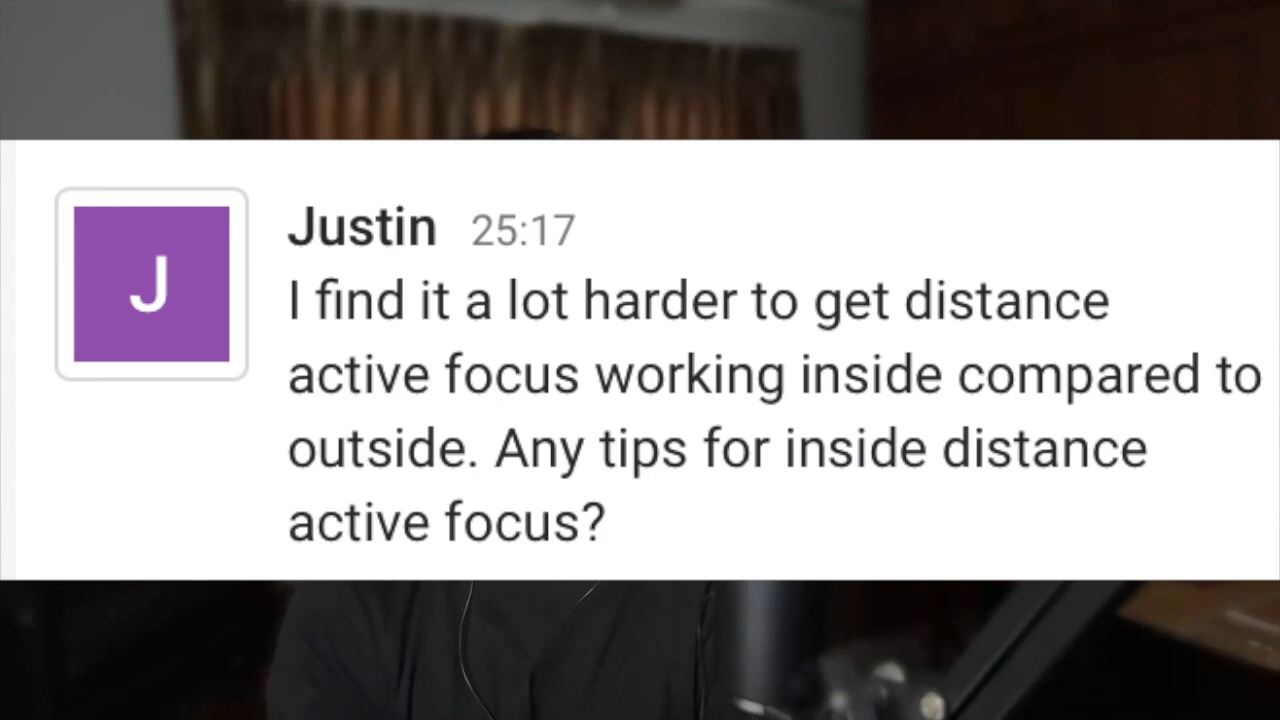 J
Justin 25:17
I find it a lot harder to get distance
active focus working inside compared to
outside. Any tips for inside distance
active focus?